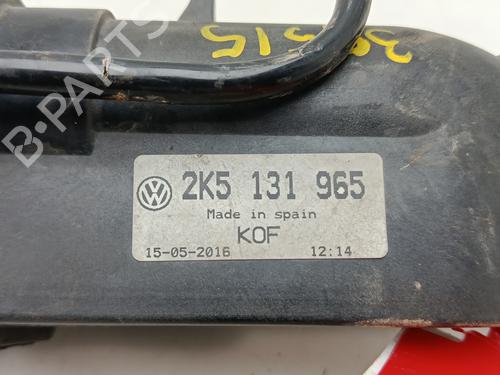 B-PARTS
2K5 131 965
Made in spain
KOF
15-05-2016 12:14